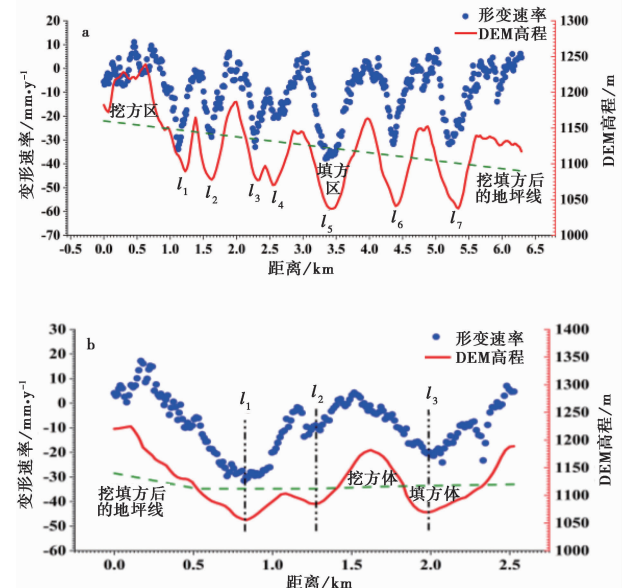 a
形变速率
DEM高程
挖方区
填方
区
挖填方后
的地坪线
l1
l2
l3
l4
l5
l6
l7
20
10
0
-10
-20
-30
-40
-50
-60
-70
变形速率/mm·y⁻¹
1300
1250
1200
1150
1100
1050
1000
DEM高程/m
-0.5 0.0 0.5 1.0 1.5 2.0 2.5 3.0 3.5 4.0 4.5 5.0 5.5 6.0 6.5
距离/km
b
形变速率
DEM高程
l1
l2
l3
挖填方后
的地坪线
挖方体
填方体
30
20
10
0
-10
-20
-30
-40
-50
-60
变形速率/mm·y⁻¹
1400
1350
1300
1250
1200
1150
1100
1050
1000
DEM高程/m
0.0 0.5 1.0 1.5 2.0 2.5
距离/km